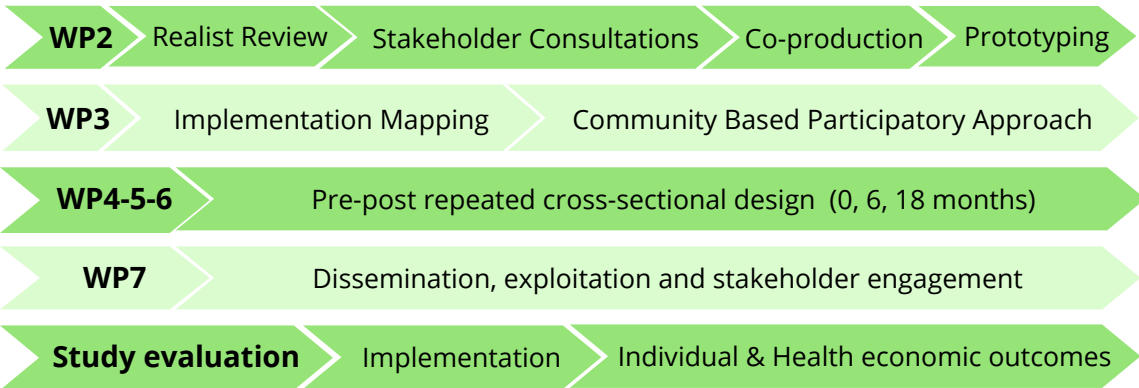 WP2 Realist Review Stakeholder Consultations Co-production Prototyping
WP3 Implementation Mapping Community Based Participatory Approach
WP4-5-6 Pre-post repeated cross-sectional design (0, 6, 18 months)
WP7 Dissemination, exploitation and stakeholder engagement
Study evaluation Implementation Individual & Health economic outcomes